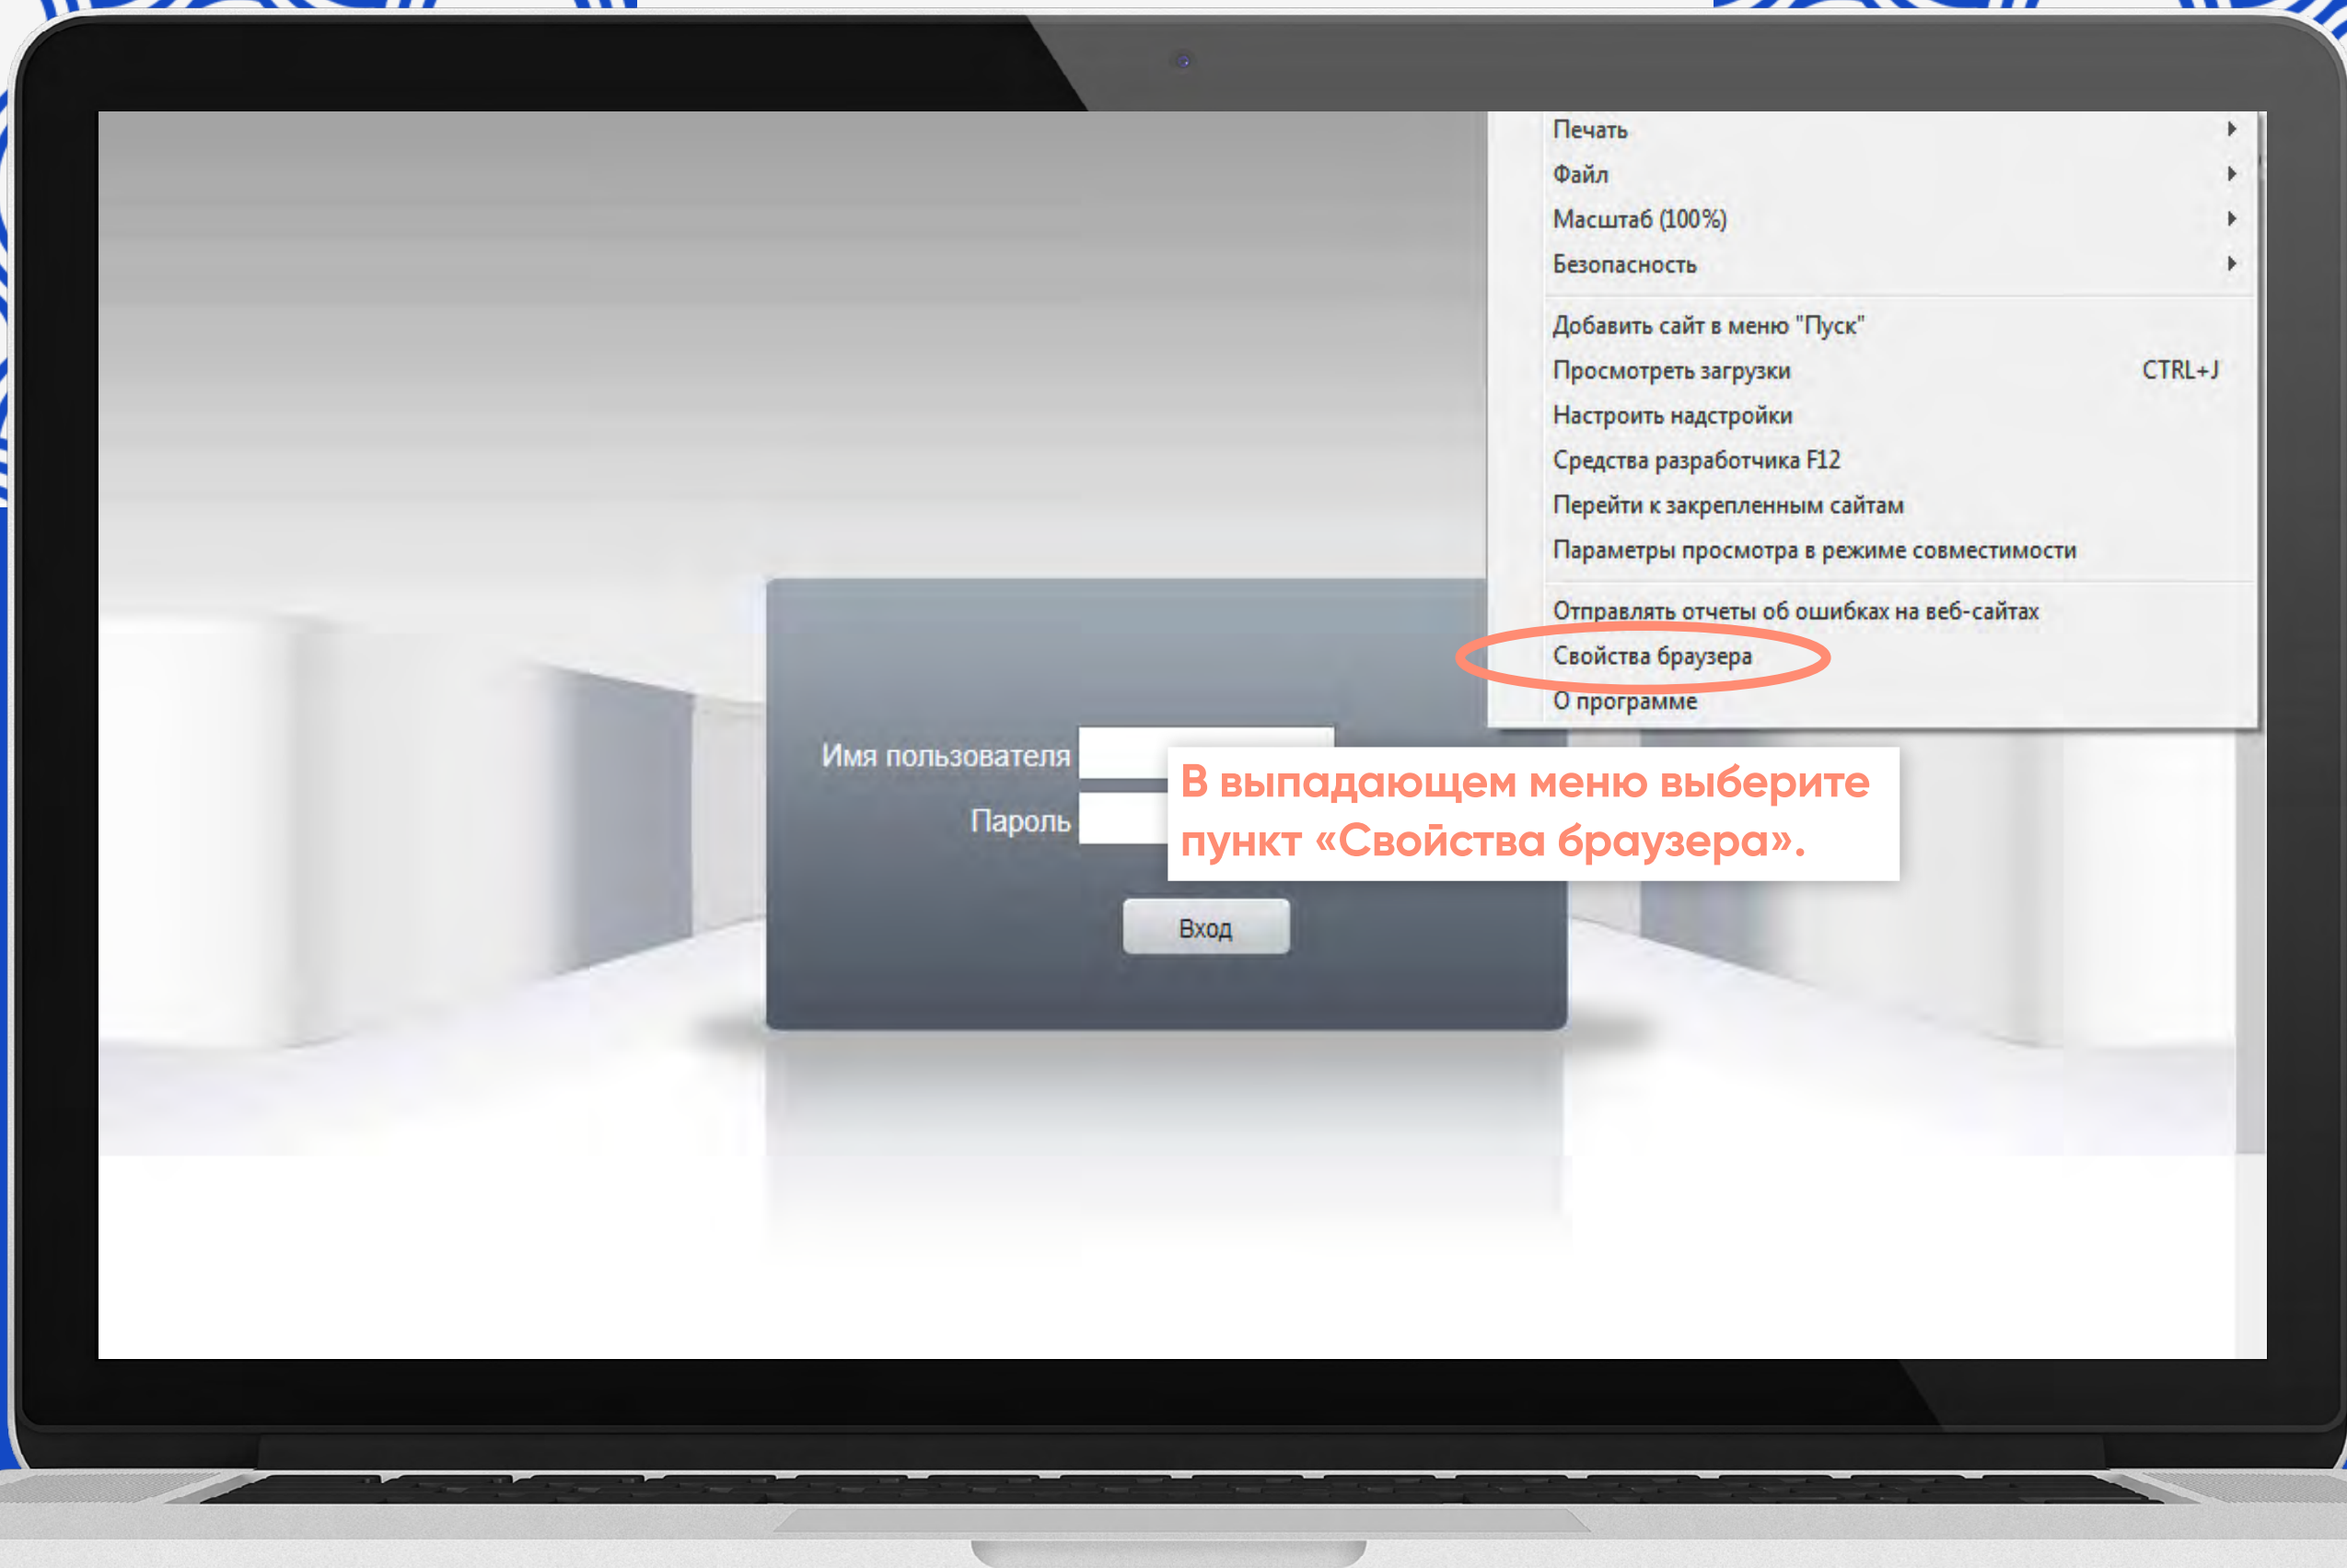 Печать
Файл
Масштаб (100%)
Безопасность
Добавить сайт в меню "Пуск"
Просмотреть загрузки CTRL+J
Настроить надстройки
Средства разработчика F12
Перейти к закрепленным сайтам
Параметры просмотра в режиме совместимости
Отправлять отчеты об ошибках на веб-сайтах
Свойства браузера
О программе
Имя пользователя
Пароль
В выпадающем меню выберите
пункт «Свойства браузера».
Вход